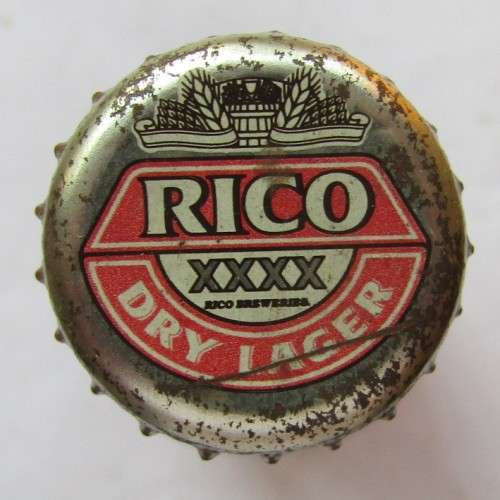 RICO
XXXX
RICO BREWERIES.
DRY LAGER